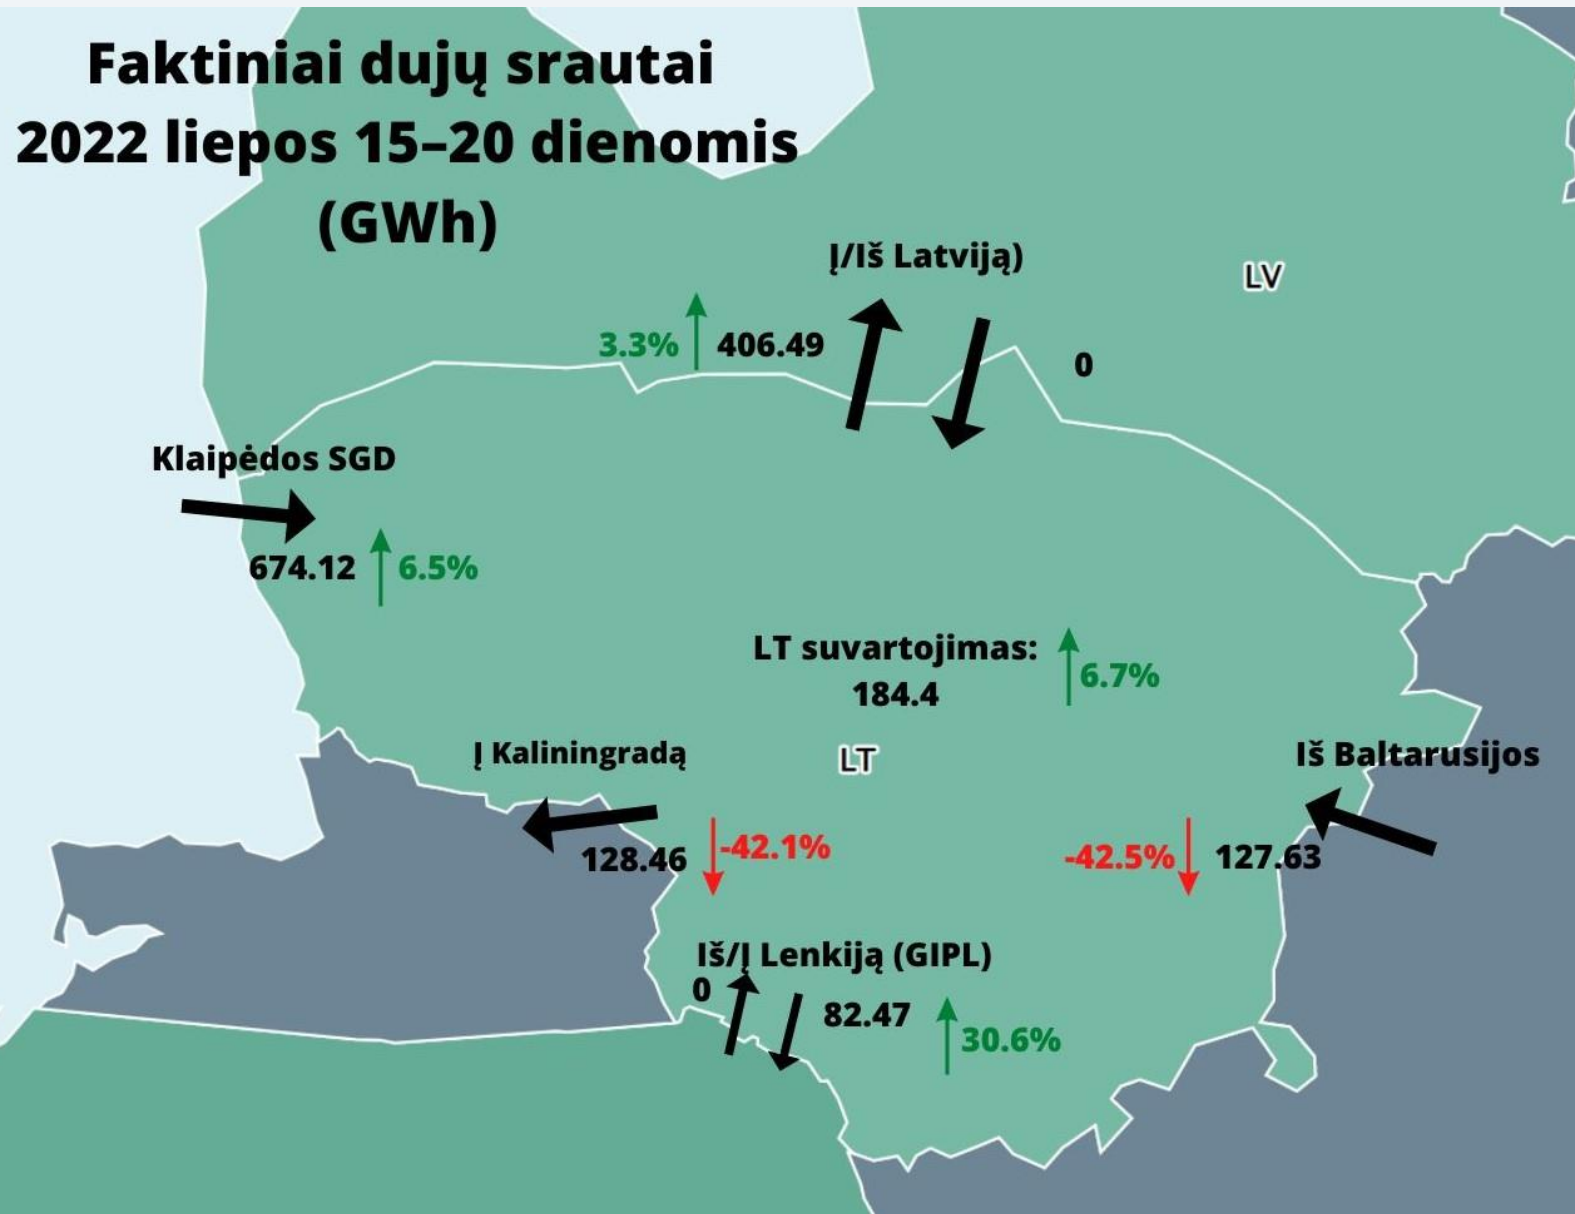 Faktiniai dujų srautai
2022 liepos 15–20 dienomis
(GWh)
Į/Iš Latviją)
LV
3.3% 406.49
0
Klaipėdos SGD
674.12 6.5%
LT suvartojimas:
184.4
6.7%
Į Kaliningradą
LT
Iš Baltarusijos
128.46 -42.1%
-42.5% 127.63
Iš/Į Lenkiją (GIPL)
0
82.47
30.6%